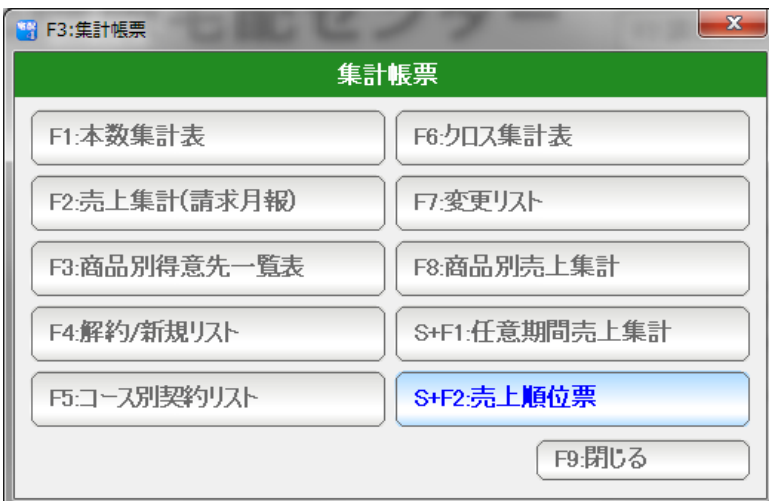 F3:集計帳票
集計帳票
F1:本数集計表
F2:売上集計(請求月報)
F3:商品別得意先一覧表
F4:解約/新規リスト
F5:コース別契約リスト
F6:クロス集計表
F7:変更リスト
F8:商品別売上集計
S+F1:任意期間売上集計
S+F2:売上順位票
F9:閉じる